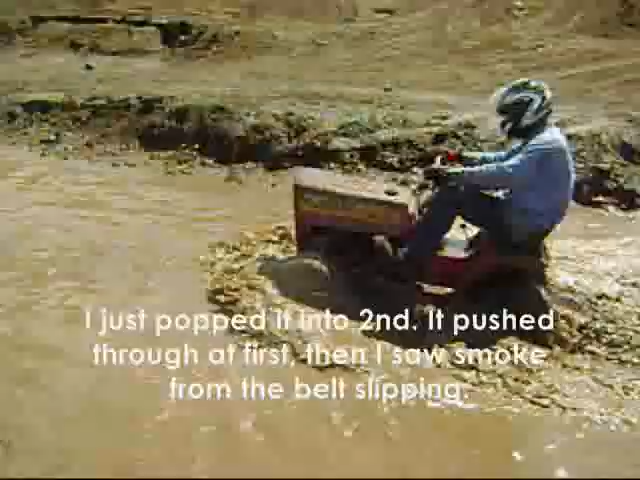 I just popped it into 2nd. It pushed
through at first, then I saw smoke
from the belt slipping.